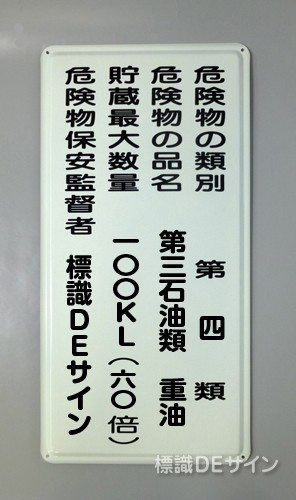 危険物の類別　第四類
危険物の品名　第三石油類　重油
貯蔵最大数量　一〇〇KL(六〇倍)
危険物保安監督者　標識DEサイン
標識DEサイン